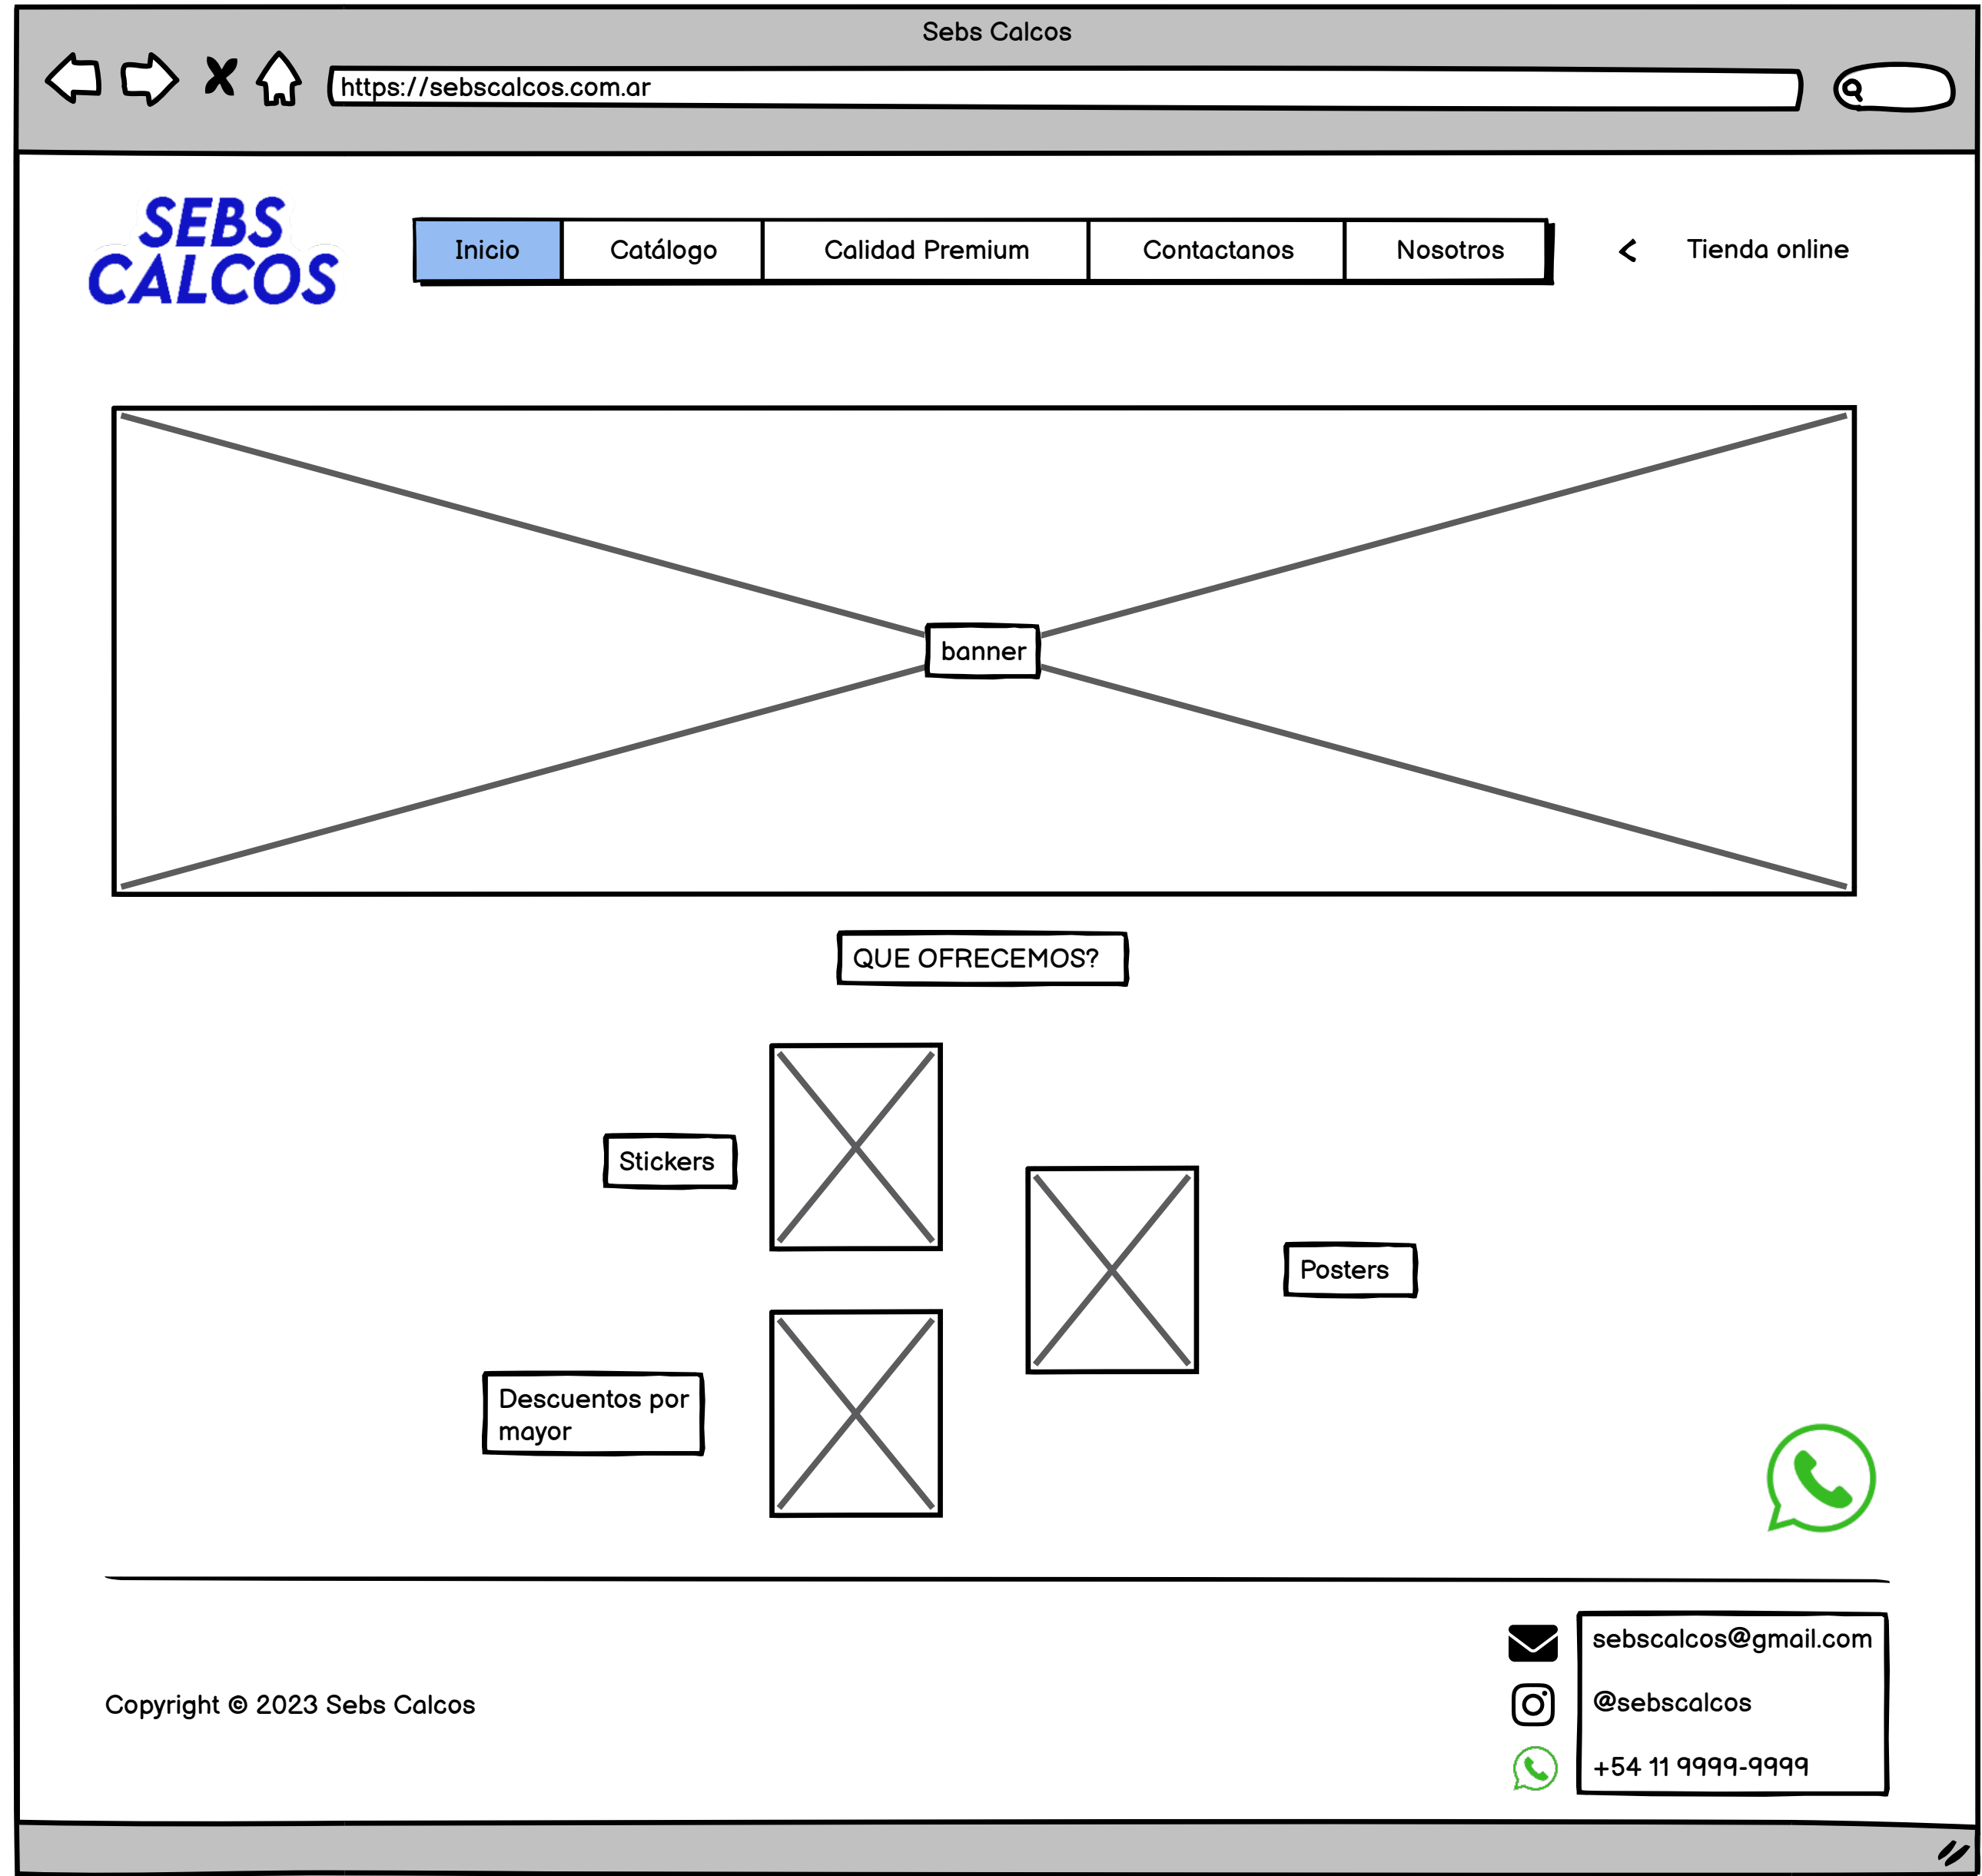 Sebs Calcos
https://sebscalcos.com.ar
SEBS
CALCOS
Inicio Catálogo Calidad Premium Contactanos Nosotros Tienda online
banner
QUE OFRECEMOS?
Stickers
Posters
Descuentos por
mayor
sebscalcos@gmail.com
@sebscalcos
Copyright © 2023 Sebs Calcos
+54 11 9999-9999